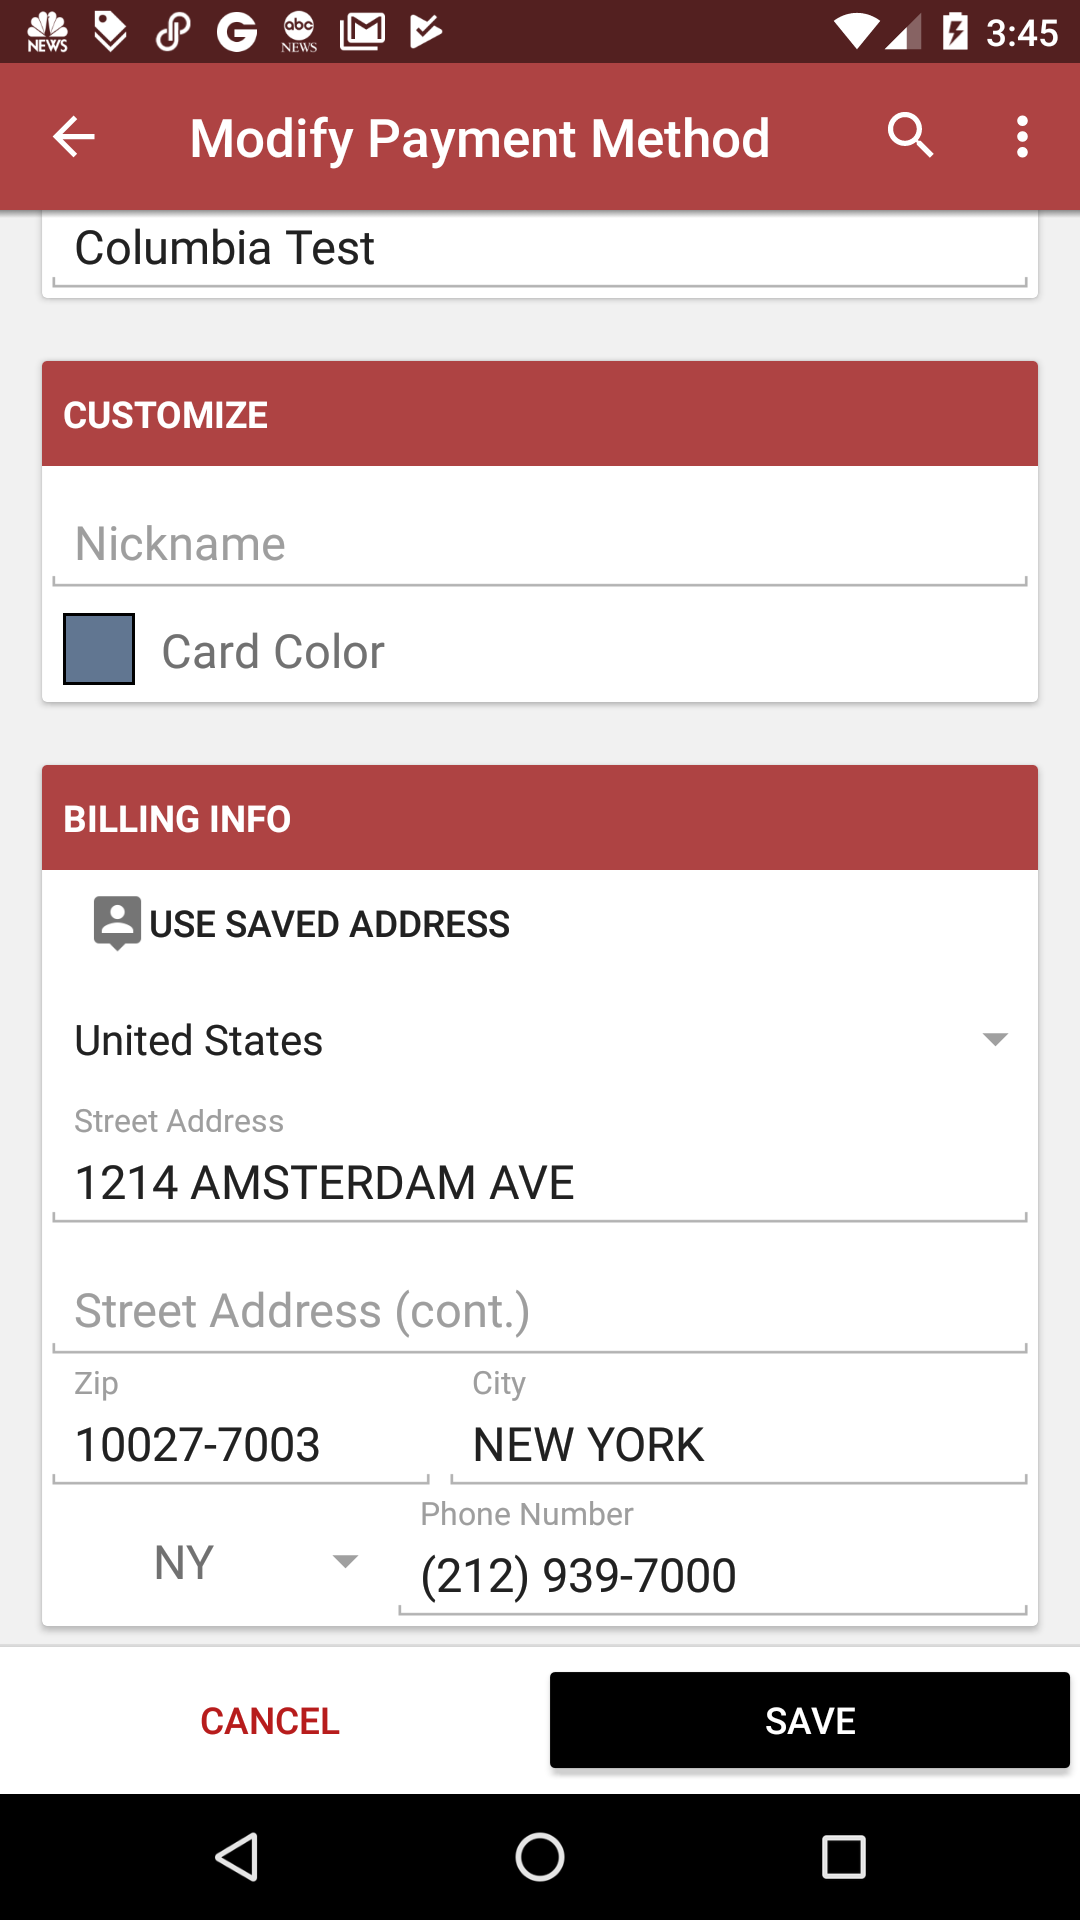 NEWS
abc
NEWS
3:45
Modify Payment Method
Columbia Test
CUSTOMIZE
Nickname
Card Color
BILLING INFO
USE SAVED ADDRESS
United States
Street Address
1214 AMSTERDAM AVE
Street Address (cont.)
Zip City
10027-7003 NEW YORK
Phone Number
NY (212) 939-7000
CANCEL SAVE